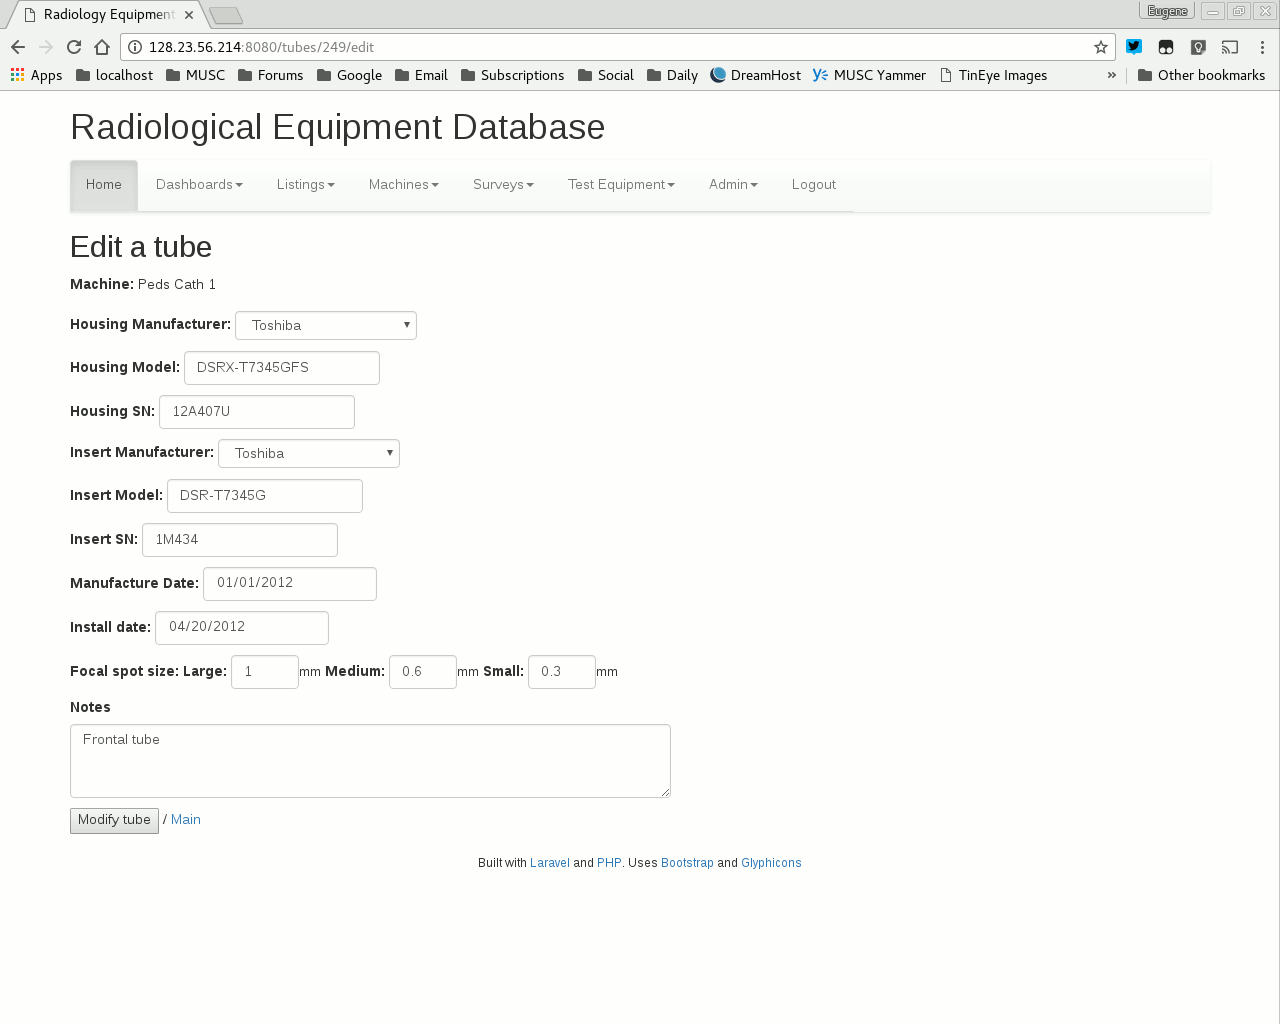 Radiology Equipment
Eugene
128.23.56.214:8080/tubes/249/edit
Apps localhost MUSC Forums Google Email Subscriptions Social Daily DreamHost MUSC Yammer TinEye Images » Other bookmarks
Radiological Equipment Database
Home Dashboards Listings Machines Surveys Test Equipment Admin Logout
Edit a tube
Machine: Peds Cath 1
Housing Manufacturer: Toshiba
Housing Model: DSRX-T7345GFS
Housing SN: 12A407U
Insert Manufacturer: Toshiba
Insert Model: DSR-T7345G
Insert SN: 1M434
Manufacture Date: 01/01/2012
Install date: 04/20/2012
Focal spot size: Large: 1 mm Medium: 0.6 mm Small: 0.3 mm
Notes
Frontal tube
Modify tube / Main
Built with Laravel and PHP. Uses Bootstrap and Glyphicons